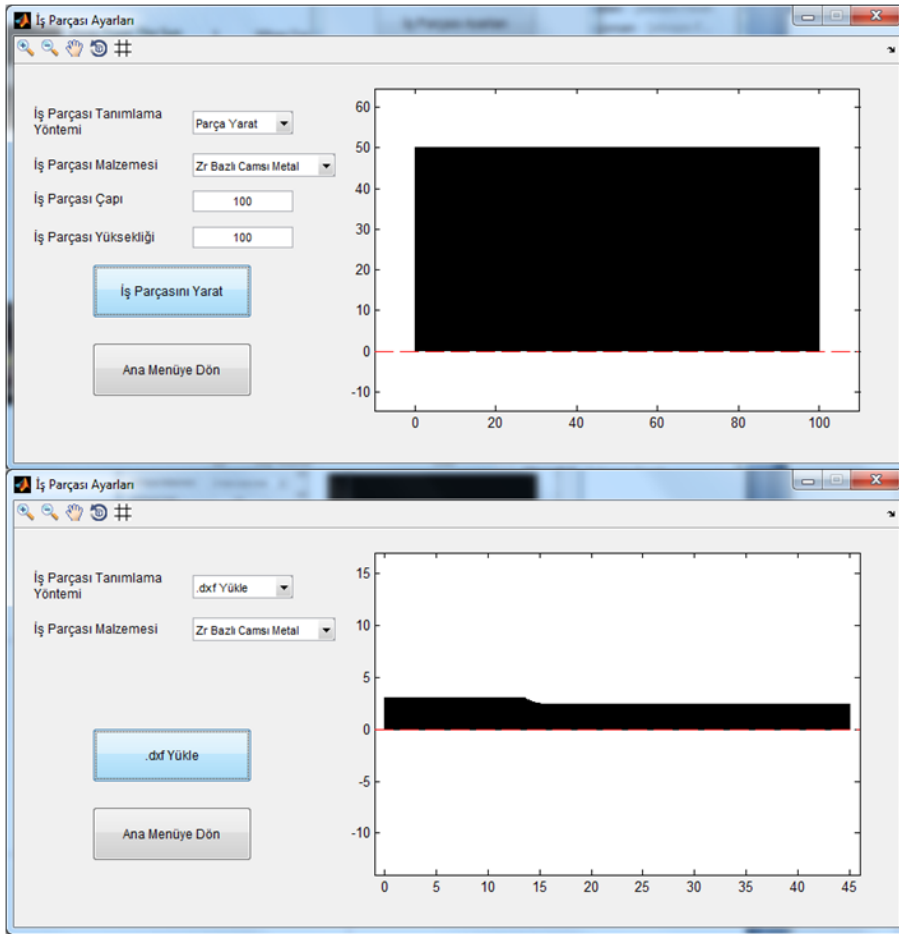 İş Parçası Ayarları
İş Parçası Tanımlama
Yöntemi
Parça Yarat
İş Parçası Malzemesi
Zr Bazlı Camsı Metal
İş Parçası Çapı
100
İş Parçası Yüksekliği
100
İş Parçasını Yarat
Ana Menüye Dön
60
50
40
30
20
10
0
-10
0 20 40 60 80 100
İş Parçası Ayarları
İş Parçası Tanımlama
Yöntemi
.dxf Yükle
İş Parçası Malzemesi
Zr Bazlı Camsı Metal
.dxf Yükle
Ana Menüye Dön
15
10
5
0
-5
-10
0 5 10 15 20 25 30 35 40 45